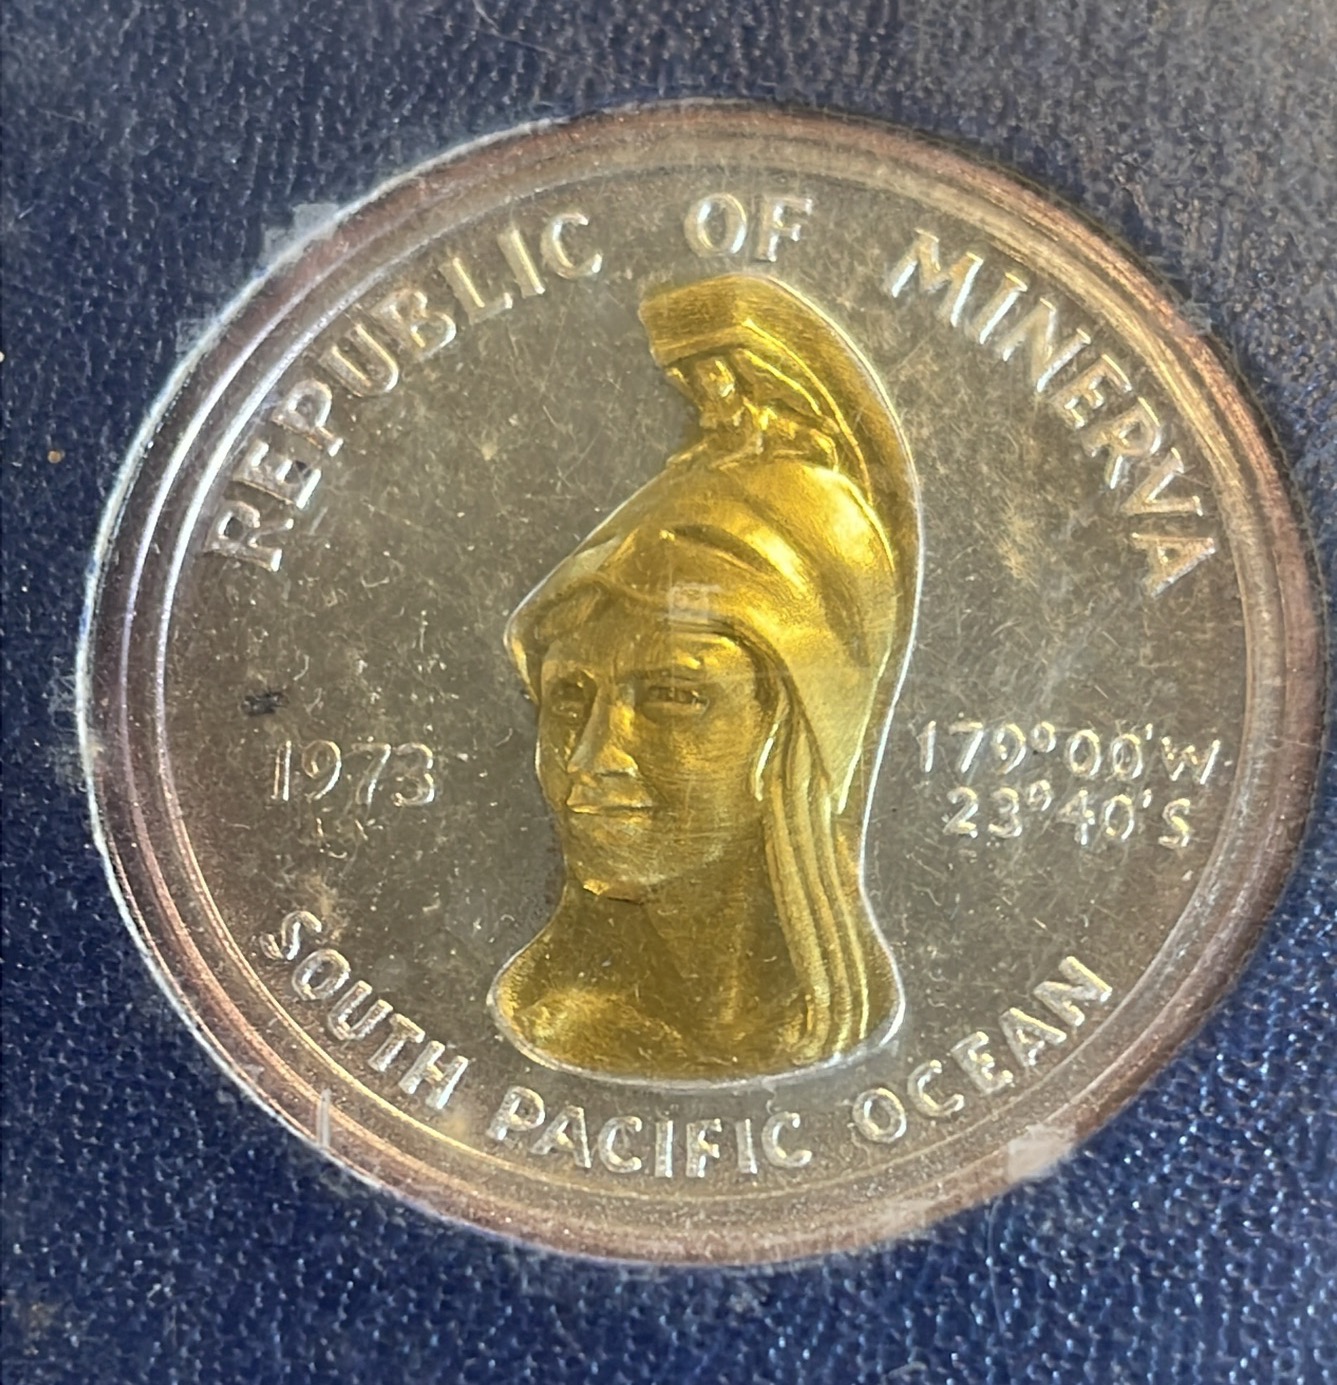 REPUBLIC OF MINERVA
1973
179°00'W
23°40'S
SOUTH PACIFIC OCEAN